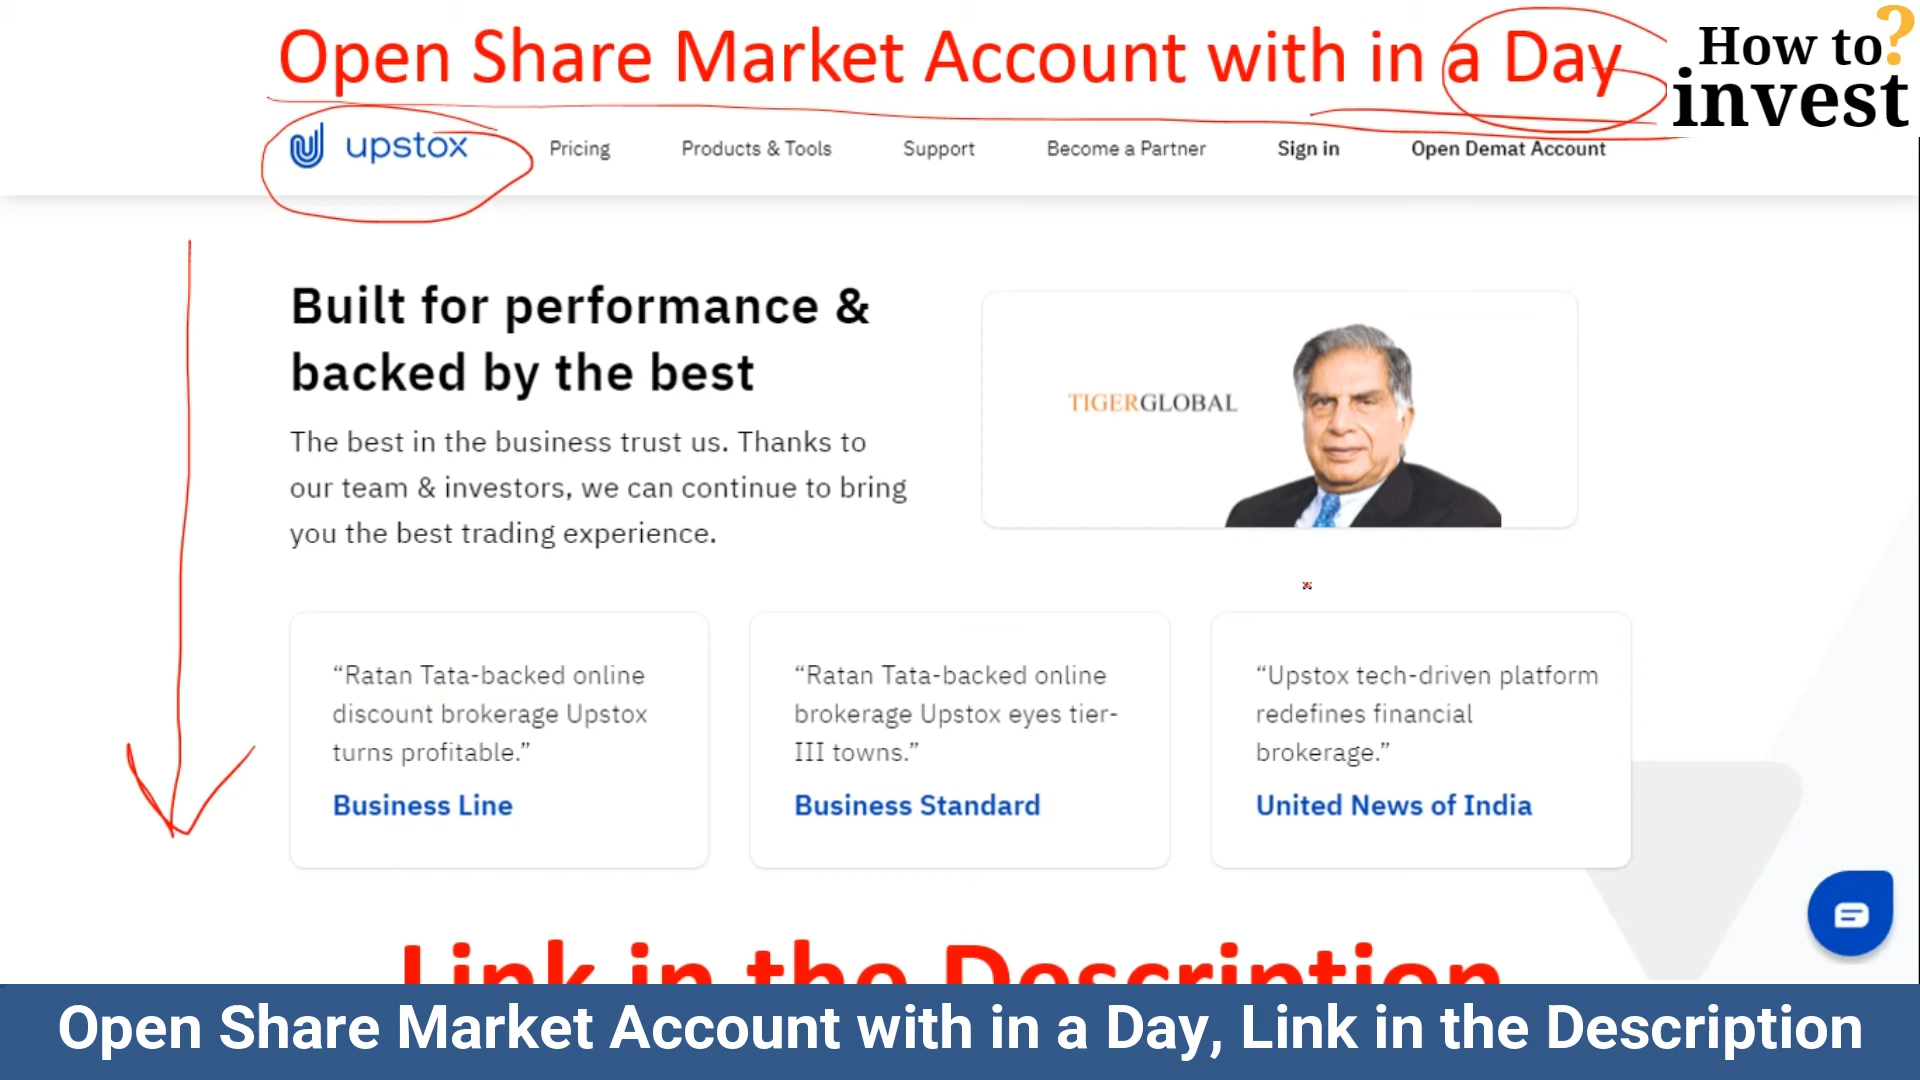 Open Share Market Account with in a Day
How to?
invest
upstox
Pricing
Products & Tools
Support
Become a Partner
Sign in
Open Demat Account
Built for performance &
backed by the best
The best in the business trust us. Thanks to
our team & investors, we can continue to bring
you the best trading experience.
TIGERGLOBAL
“Ratan Tata-backed online
discount brokerage Upstox
turns profitable.”
Business Line
“Ratan Tata-backed online
brokerage Upstox eyes tier-
III towns.”
Business Standard
“Upstox tech-driven platform
redefines financial
brokerage.”
United News of India
Link in the Description
Open Share Market Account with in a Day, Link in the Description